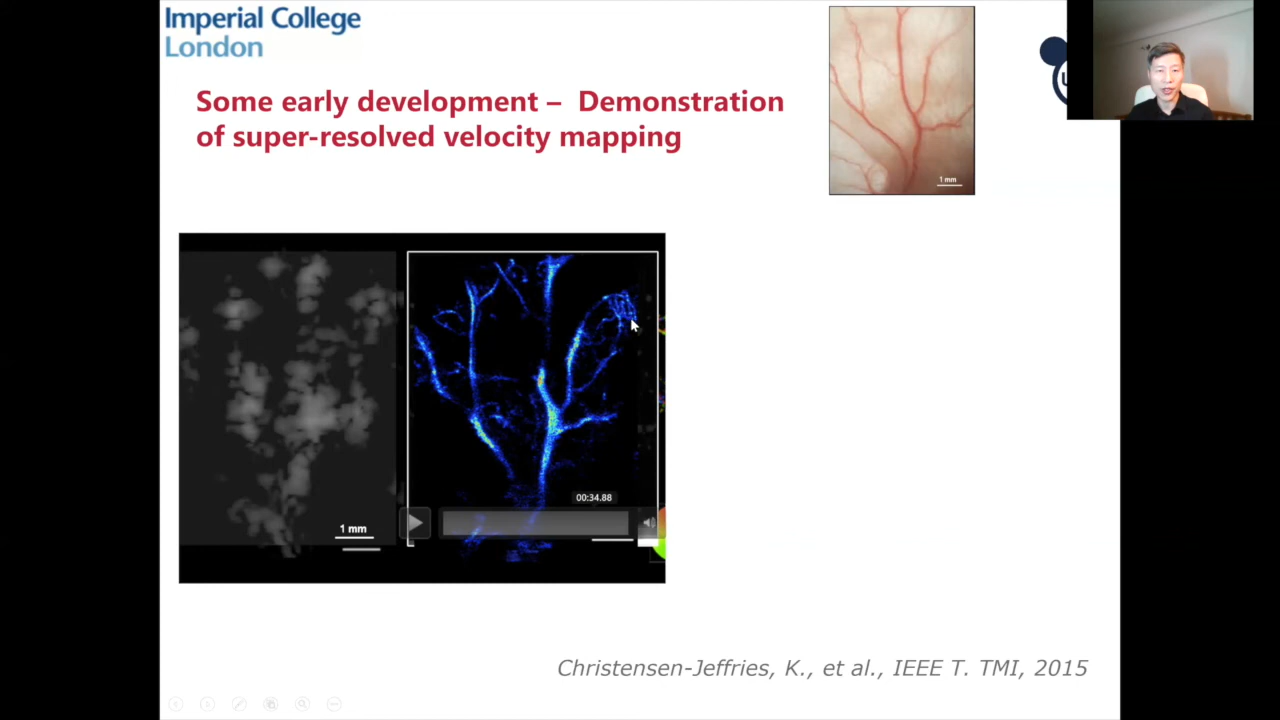 Imperial College
London
Some early development – Demonstration
of super-resolved velocity mapping
1 mm
1 mm
00:34.88
Christensen-Jeffries, K., et al., IEEE T. TMI, 2015